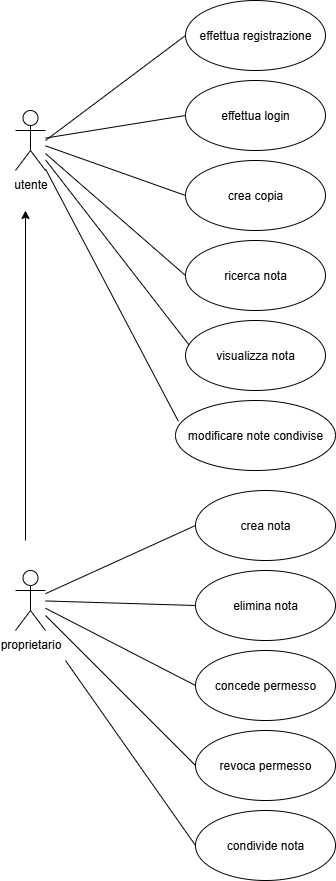 effettua registrazione
effettua login
utente
crea copia
ricerca nota
visualizza nota
modificare note condivise
crea nota
elimina nota
proprietario
concede permesso
revoca permesso
condivide nota